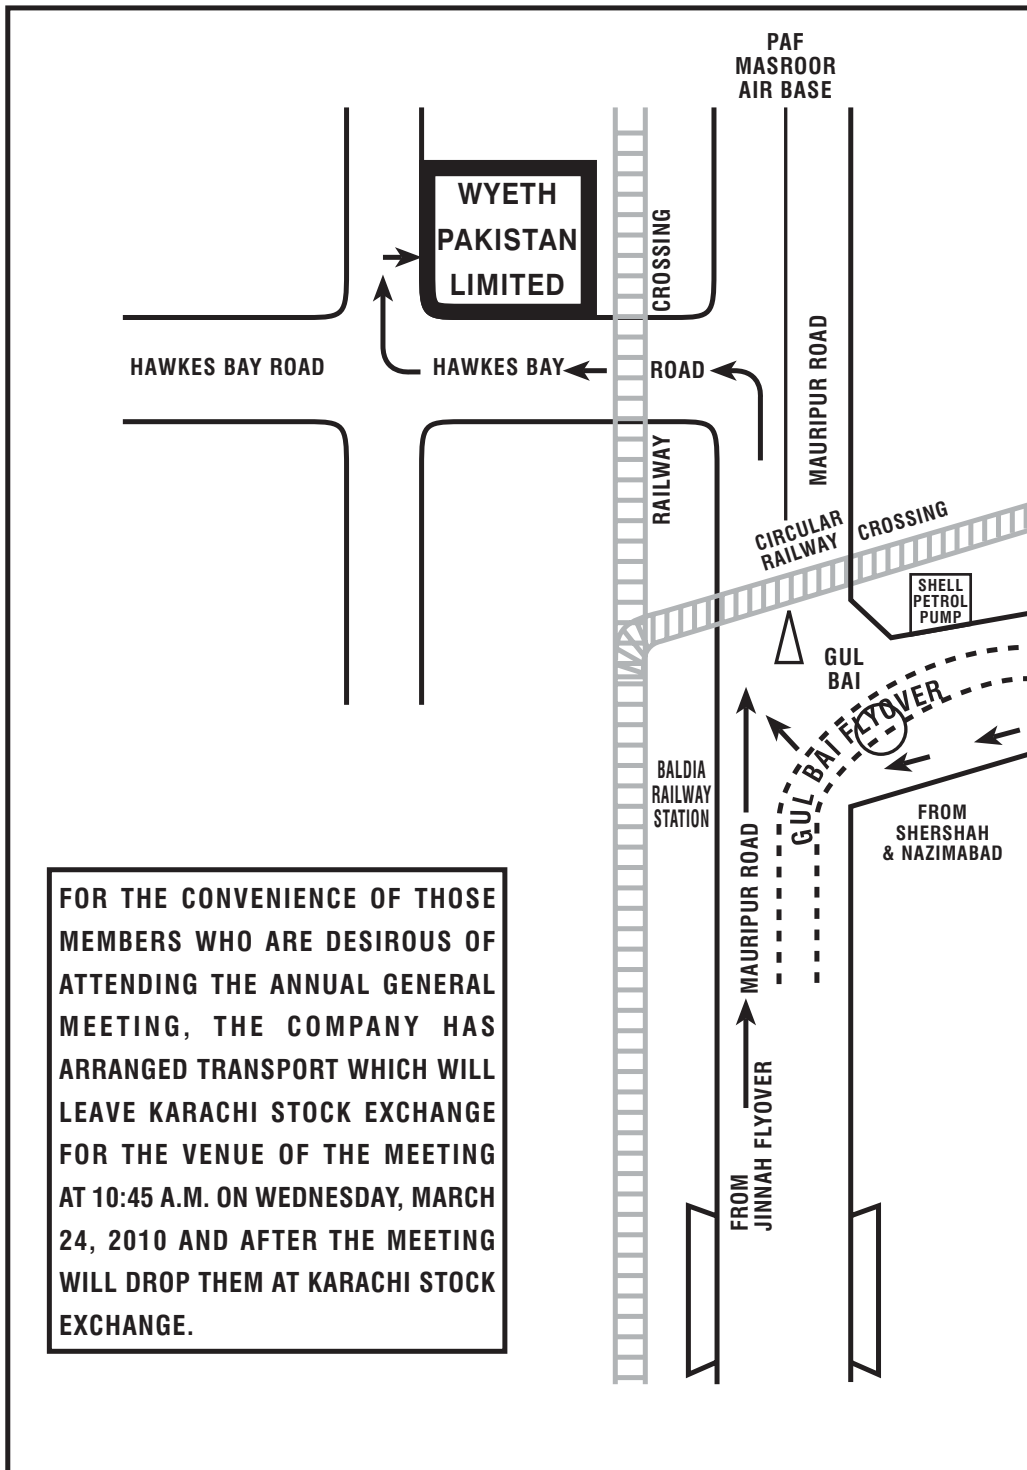 PAF
MASROOR
AIR BASE
WYETH
PAKISTAN
LIMITED
CROSSING
MAURIPUR ROAD
HAWKES BAY ROAD
HAWKES BAY
ROAD
RAILWAY
CIRCULAR
RAILWAY
CROSSING
SHELL
PETROL
PUMP
GUL
BAI
GUL BAI FLYOVER
BALDIA
RAILWAY
STATION
FROM
SHERSHAH
& NAZIMABAD
MAURIPUR ROAD
FROM
JINNAH FLYOVER
FOR THE CONVENIENCE OF THOSE
MEMBERS WHO ARE DESIROUS OF
ATTENDING THE ANNUAL GENERAL
MEETING, THE COMPANY HAS
ARRANGED TRANSPORT WHICH WILL
LEAVE KARACHI STOCK EXCHANGE
FOR THE VENUE OF THE MEETING
AT 10:45 A.M. ON WEDNESDAY, MARCH
24, 2010 AND AFTER THE MEETING
WILL DROP THEM AT KARACHI STOCK
EXCHANGE.